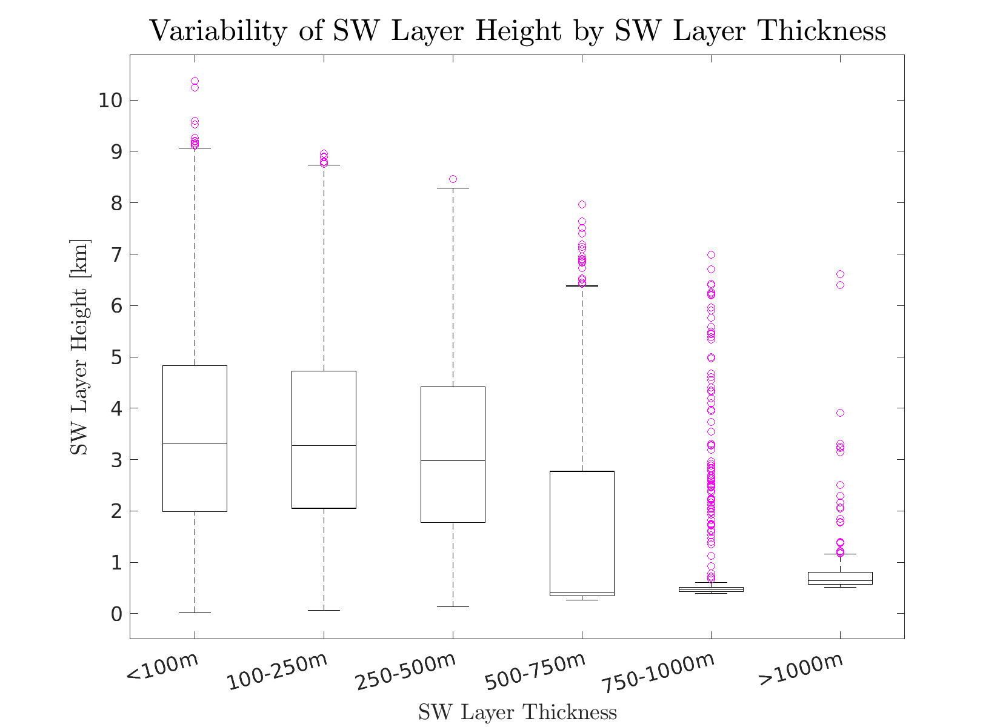 Variability of SW Layer Height by SW Layer Thickness
10
9
8
7
6
5
4
3
2
1
0
SW Layer Height [km]
<100m
100-250m
250-500m
500-750m
750-1000m
>1000m
SW Layer Thickness